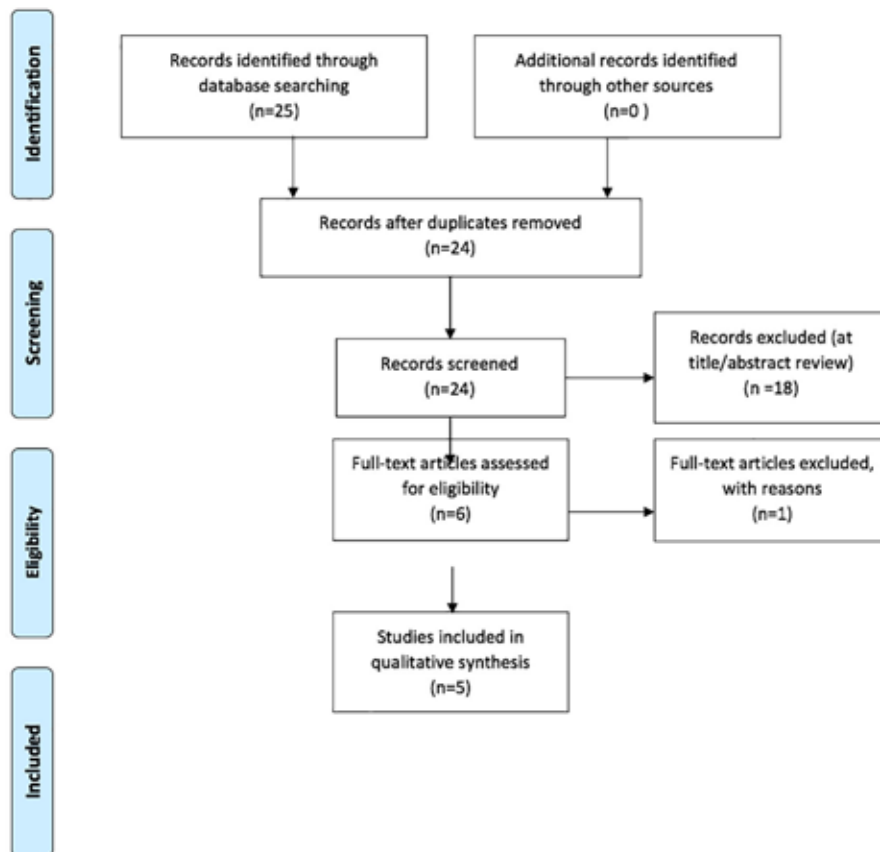 Identification
Records identified through
database searching
(n=25)
Additional records identified
through other sources
(n=0 )
Records after duplicates removed
(n=24)
Screening
Records screened
(n=24)
Records excluded (at
title/abstract review)
(n =18)
Eligibility
Full-text articles assessed
for eligibility
(n=6)
Full-text articles excluded,
with reasons
(n=1)
Studies included in
qualitative synthesis
(n=5)
Included